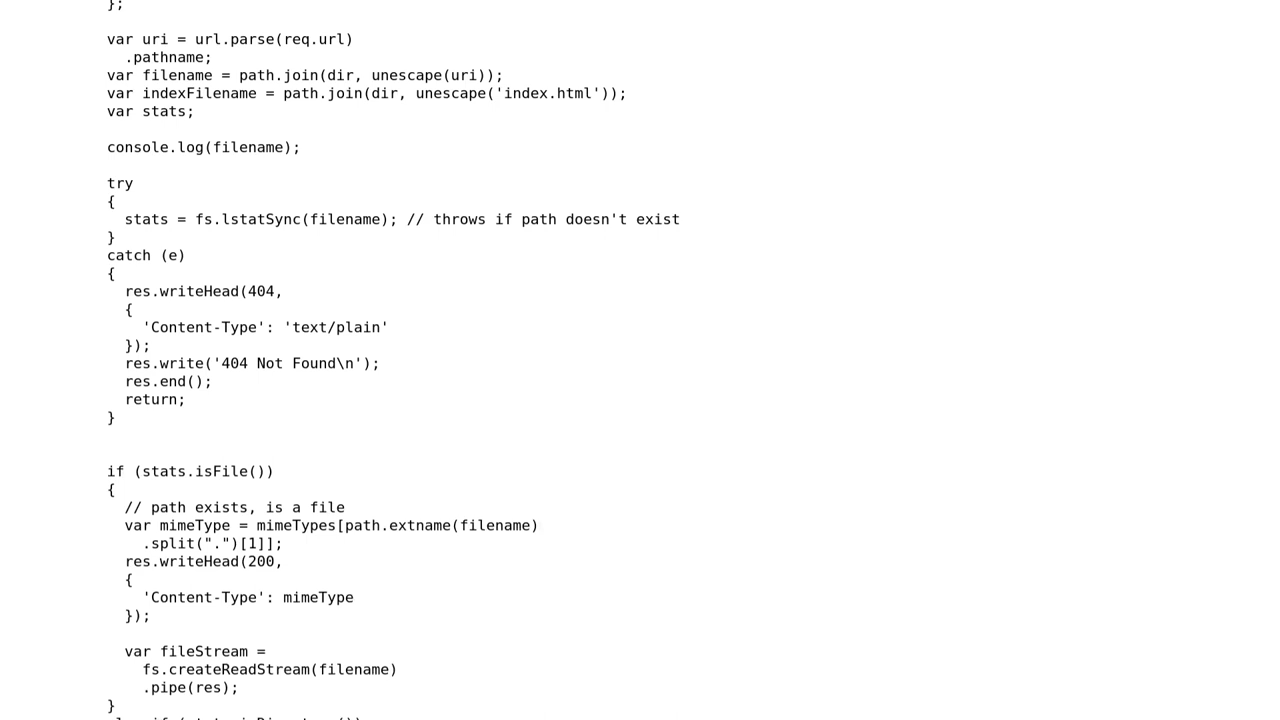 };
var uri = url.parse(req.url)
.pathname;
var filename = path.join(dir, unescape(uri));
var indexFilename = path.join(dir, unescape('index.html'));
var stats;
console.log(filename);
try
{
stats = fs.lstatSync(filename); // throws if path doesn't exist
}
catch (e)
{
res.writeHead(404,
{
'Content-Type': 'text/plain'
});
res.write('404 Not Found\n');
res.end();
return;
}
if (stats.isFile())
{
// path exists, is a file
var mimeType = mimeTypes[path.extname(filename)
.split(".")[1]];
res.writeHead(200,
{
'Content-Type': mimeType
});
var fileStream =
fs.createReadStream(filename)
.pipe(res);
}